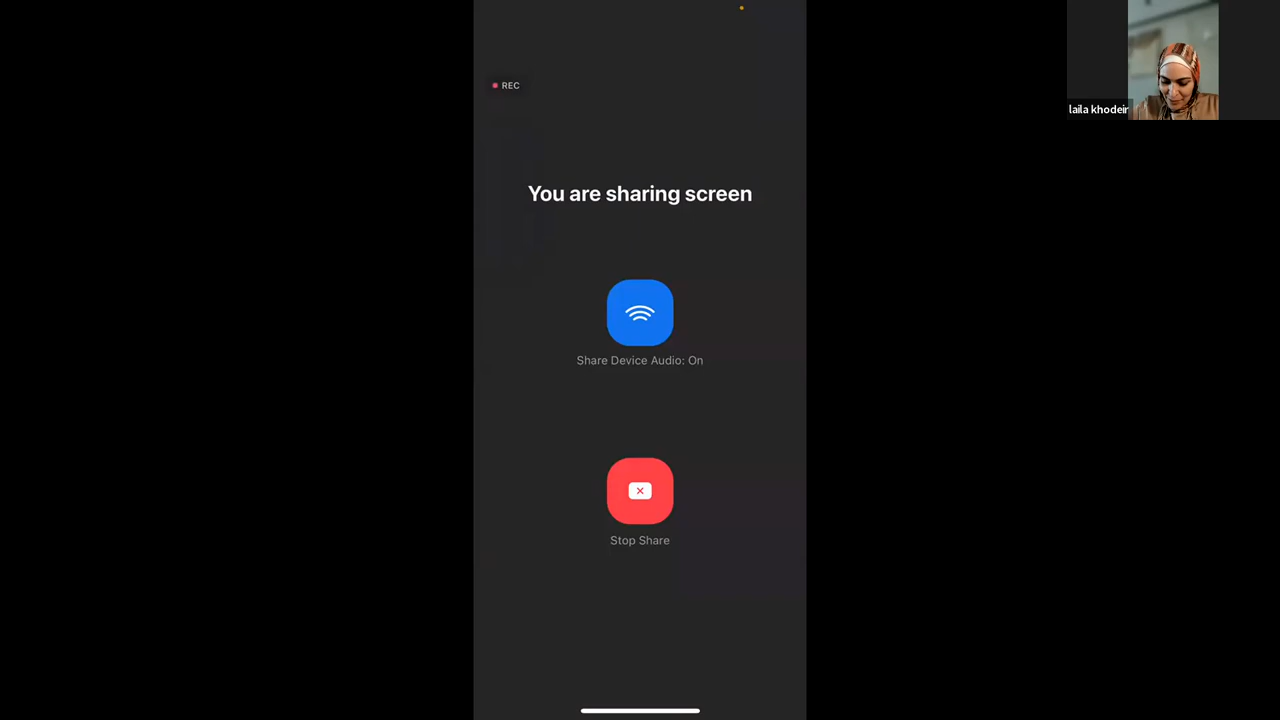 REC
laila khodeir
You are sharing screen
Share Device Audio: On
Stop Share